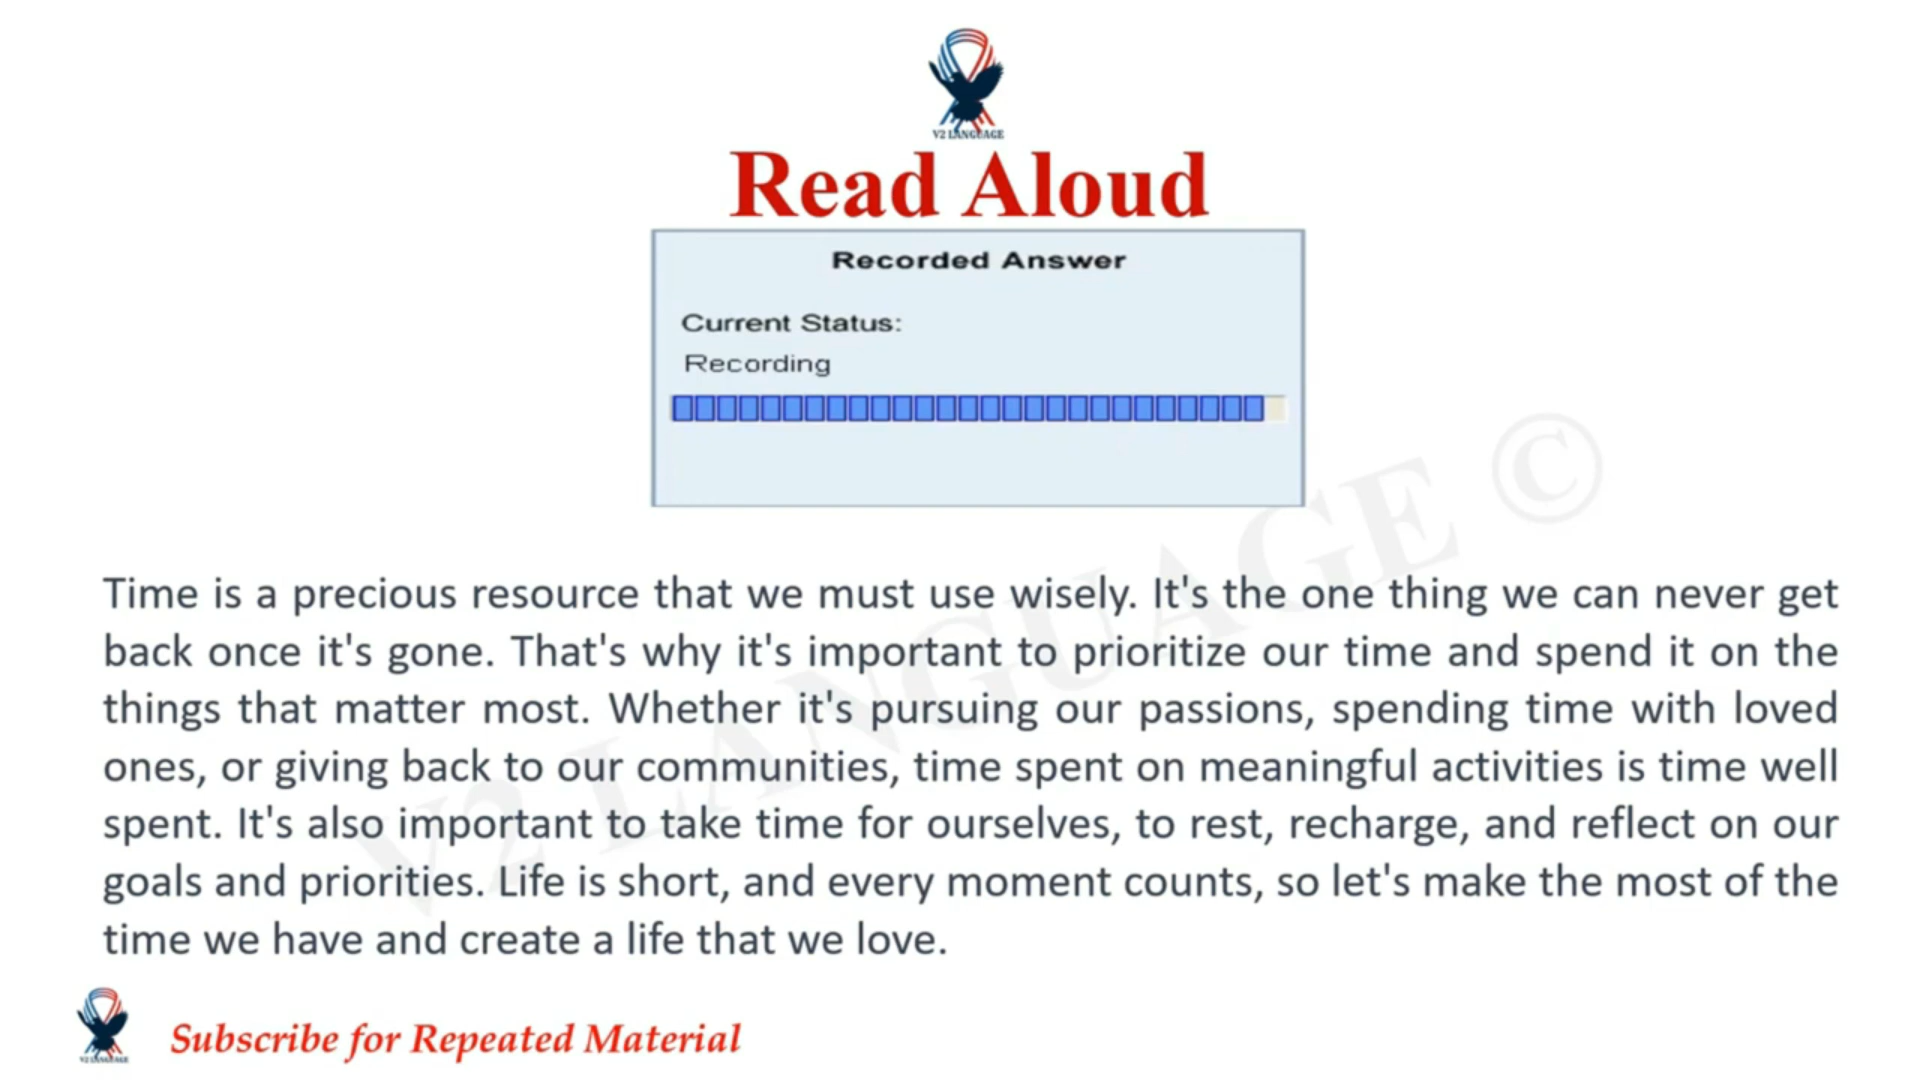 V2 LANGUAGE
Read Aloud
Recorded Answer
Current Status:
Recording
V2 LANGUAGE ©
Time is a precious resource that we must use wisely. It's the one thing we can never get
back once it's gone. That's why it's important to prioritize our time and spend it on the
things that matter most. Whether it's pursuing our passions, spending time with loved
ones, or giving back to our communities, time spent on meaningful activities is time well
spent. It's also important to take time for ourselves, to rest, recharge, and reflect on our
goals and priorities. Life is short, and every moment counts, so let's make the most of the
time we have and create a life that we love.
V2 LANGUAGE
Subscribe for Repeated Material